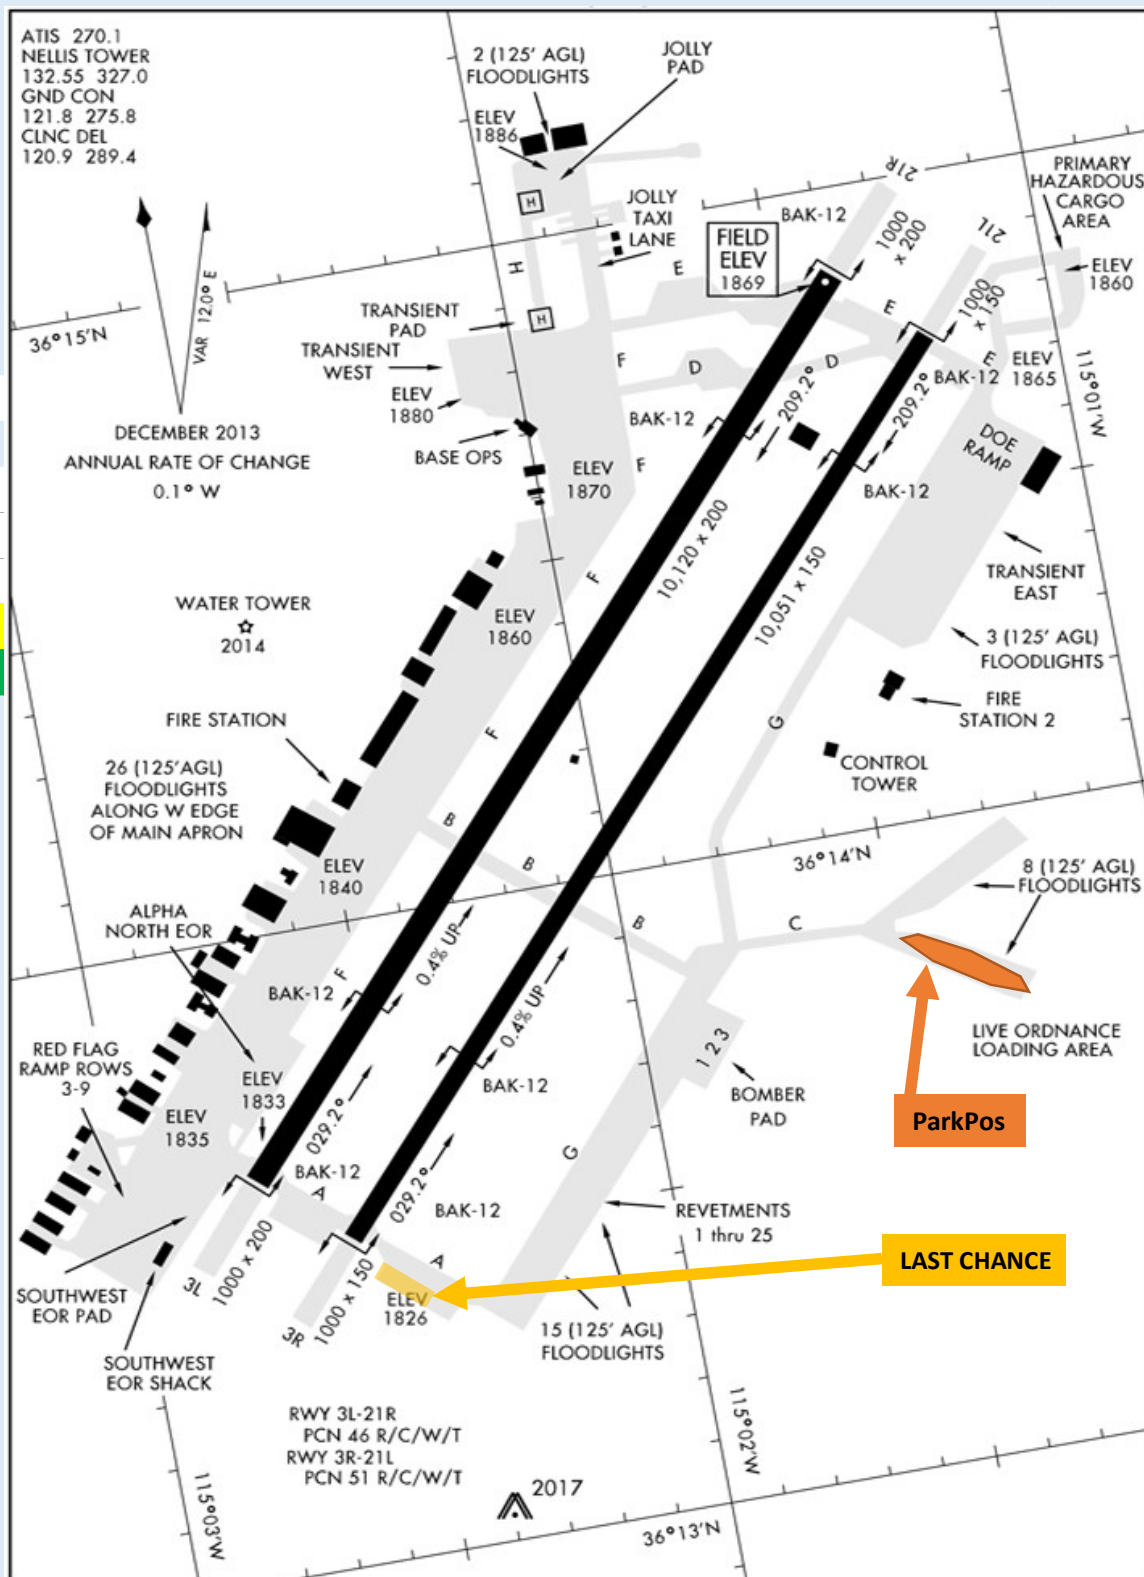 ATIS 270.1
NELLIS TOWER
132.55 327.0
GND CON
121.8 275.8
CLNC DEL
120.9 289.4
2 (125' AGL)
FLOODLIGHTS
JOLLY
PAD
ELEV
1886
21R
PRIMARY
HAZARDOUS
CARGO
AREA
H
JOLLY
TAXI
LANE
BAK-12
1000
x 200
21L
FIELD
ELEV
1869
ELEV
1860
VAR 12.0° E
H
E
1000
x 150
36°15'N
TRANSIENT
PAD
H
E
TRANSIENT
WEST
F
D
D
E
ELEV
1865
BAK-12
115°01'W
ELEV
1880
BAK-12
209.2°
209.2°
DECEMBER 2013
ANNUAL RATE OF CHANGE
0.1° W
BASE OPS
ELEV
1870
F
DOE
RAMP
BAK-12
10,120 x 200
10,051 x 150
TRANSIENT
EAST
F
WATER TOWER
2014
ELEV
1860
3 (125' AGL)
FLOODLIGHTS
FIRE
STATION 2
FIRE STATION
F
G
CONTROL
TOWER
26 (125'AGL)
FLOODLIGHTS
ALONG W EDGE
OF MAIN APRON
B
B
36°14'N
8 (125' AGL)
FLOODLIGHTS
ELEV
1840
ALPHA
NORTH EOR
B
C
0.4% UP
F
BAK-12
0.4% UP
RED FLAG
RAMP ROWS
3-9
1 2 3
LIVE ORDNANCE
LOADING AREA
ELEV
1833
BAK-12
BOMBER
PAD
ParkPos
ELEV
1835
029.2°
G
BAK-12
A
029.2°
BAK-12
REVETMENTS
1 thru 25
A
LAST CHANCE
3L
1000 x 200
1000 x 150
ELEV
1826
SOUTHWEST
EOR PAD
3R
15 (125' AGL)
FLOODLIGHTS
SOUTHWEST
EOR SHACK
RWY 3L-21R
PCN 46 R/C/W/T
RWY 3R-21L
PCN 51 R/C/W/T
115°02'W
115°03'W
2017
36°13'N